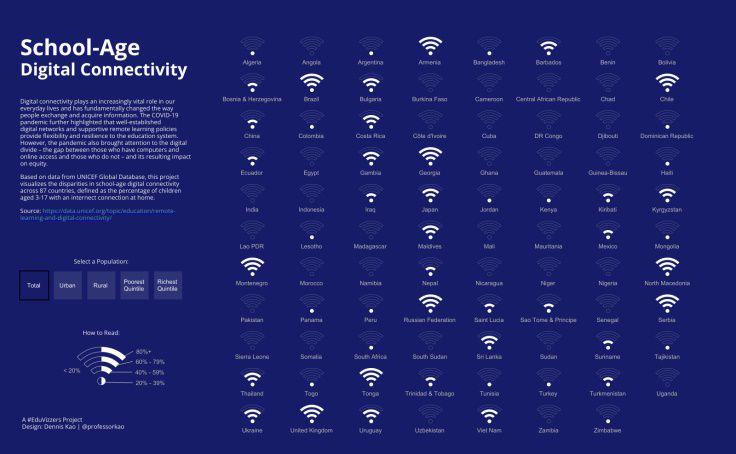 School-Age
Digital Connectivity
Digital connectivity plays an increasingly vital role in our
everyday lives and has fundamentally changed the way
people exchange and acquire information. The COVID-19
pandemic further highlighted that well-established
digital networks and supportive remote learning policies
provide flexibility and resilience to the education system.
However, the pandemic also brought attention to the digital
divide – the gap between those who have computers and
online access and those who do not – and its resulting impact
on equity.
Based on data from UNICEF Global Database, this project
visualizes the disparities in school-age digital connectivity
across 87 countries, defined as the percentage of children
aged 3-17 with an internect connection at home.
Source: https://data.unicef.org/topic/education/remote-
learning-and-digital-connectivity/
Select a Population:
Total Urban Rural Poorest Quintile Richest Quintile
How to Read:
80%+
60% - 79%
< 20%
40% - 59%
20% - 39%
A #EduVizzers Project
Design: Dennis Kao | @professorkao
Algeria Angola Argentina Armenia Bangladesh Barbados Benin Bolivia
Bosnia & Herzegovina Brazil Bulgaria Burkina Faso Cameroon Central African Republic Chad Chile
China Colombia Costa Rica Côte d'Ivoire Cuba DR Congo Djibouti Dominican Republic
Ecuador Egypt Gambia Georgia Ghana Guatemala Guinea-Bissau Haiti
India Indonesia Iraq Japan Jordan Kenya Kiribati Kyrgyzstan
Lao PDR Lesotho Madagascar Maldives Mali Mauritania Mexico Mongolia
Montenegro Morocco Namibia Nepal Nicaragua Niger Nigeria North Macedonia
Pakistan Panama Peru Russian Federation Saint Lucia Sao Tome & Principe Senegal Serbia
Sierra Leone Somalia South Africa South Sudan Sri Lanka Sudan Suriname Tajikistan
Thailand Togo Tonga Trinidad & Tobago Tunisia Turkey Turkmenistan Uganda
Ukraine United Kingdom Uruguay Uzbekistan Viet Nam Zambia Zimbabwe